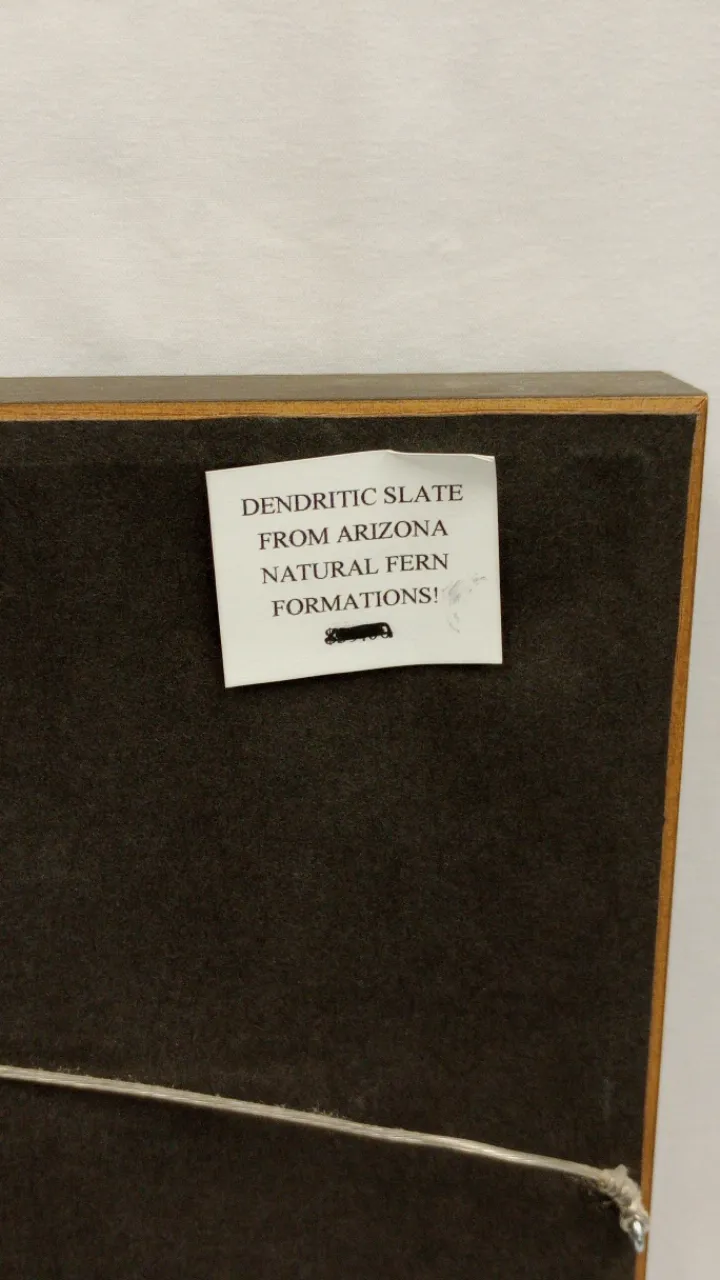 DENDRITIC SLATE
FROM ARIZONA
NATURAL FERN
FORMATIONS!